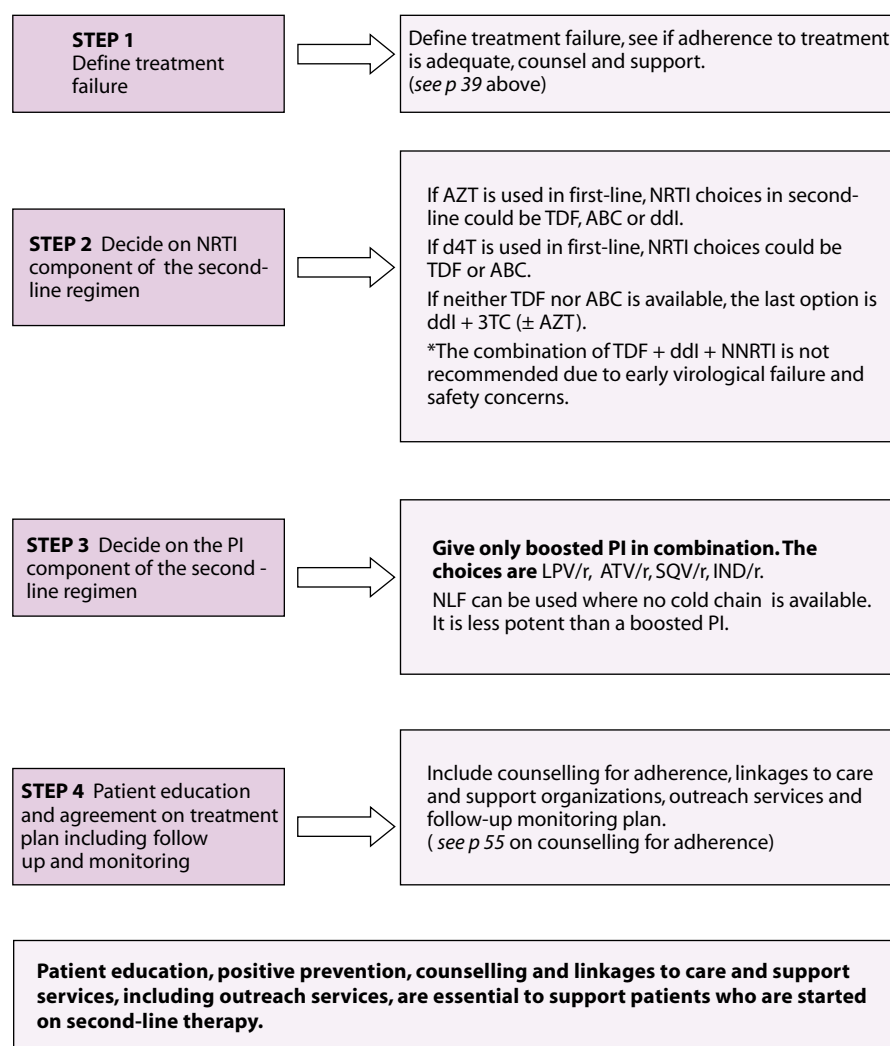 STEP 1
Define treatment
failure
Define treatment failure, see if adherence to treatment
is adequate, counsel and support.
(see p 39 above)
STEP 2 Decide on NRTI
component of the second-
line regimen
If AZT is used in first-line, NRTI choices in second-
line could be TDF, ABC or ddI.
If d4T is used in first-line, NRTI choices could be
TDF or ABC.
If neither TDF nor ABC is available, the last option is
ddI + 3TC (± AZT).
*The combination of TDF + ddI + NNRTI is not
recommended due to early virological failure and
safety concerns.
STEP 3 Decide on the PI
component of the second -
line regimen
Give only boosted PI in combination. The
choices are LPV/r, ATV/r, SQV/r, IND/r.
NLF can be used where no cold chain is available.
It is less potent than a boosted PI.
STEP 4 Patient education
and agreement on treatment
plan including follow
up and monitoring
Include counselling for adherence, linkages to care
and support organizations, outreach services and
follow-up monitoring plan.
( see p 55 on counselling for adherence)
Patient education, positive prevention, counselling and linkages to care and support
services, including outreach services, are essential to support patients who are started
on second-line therapy.